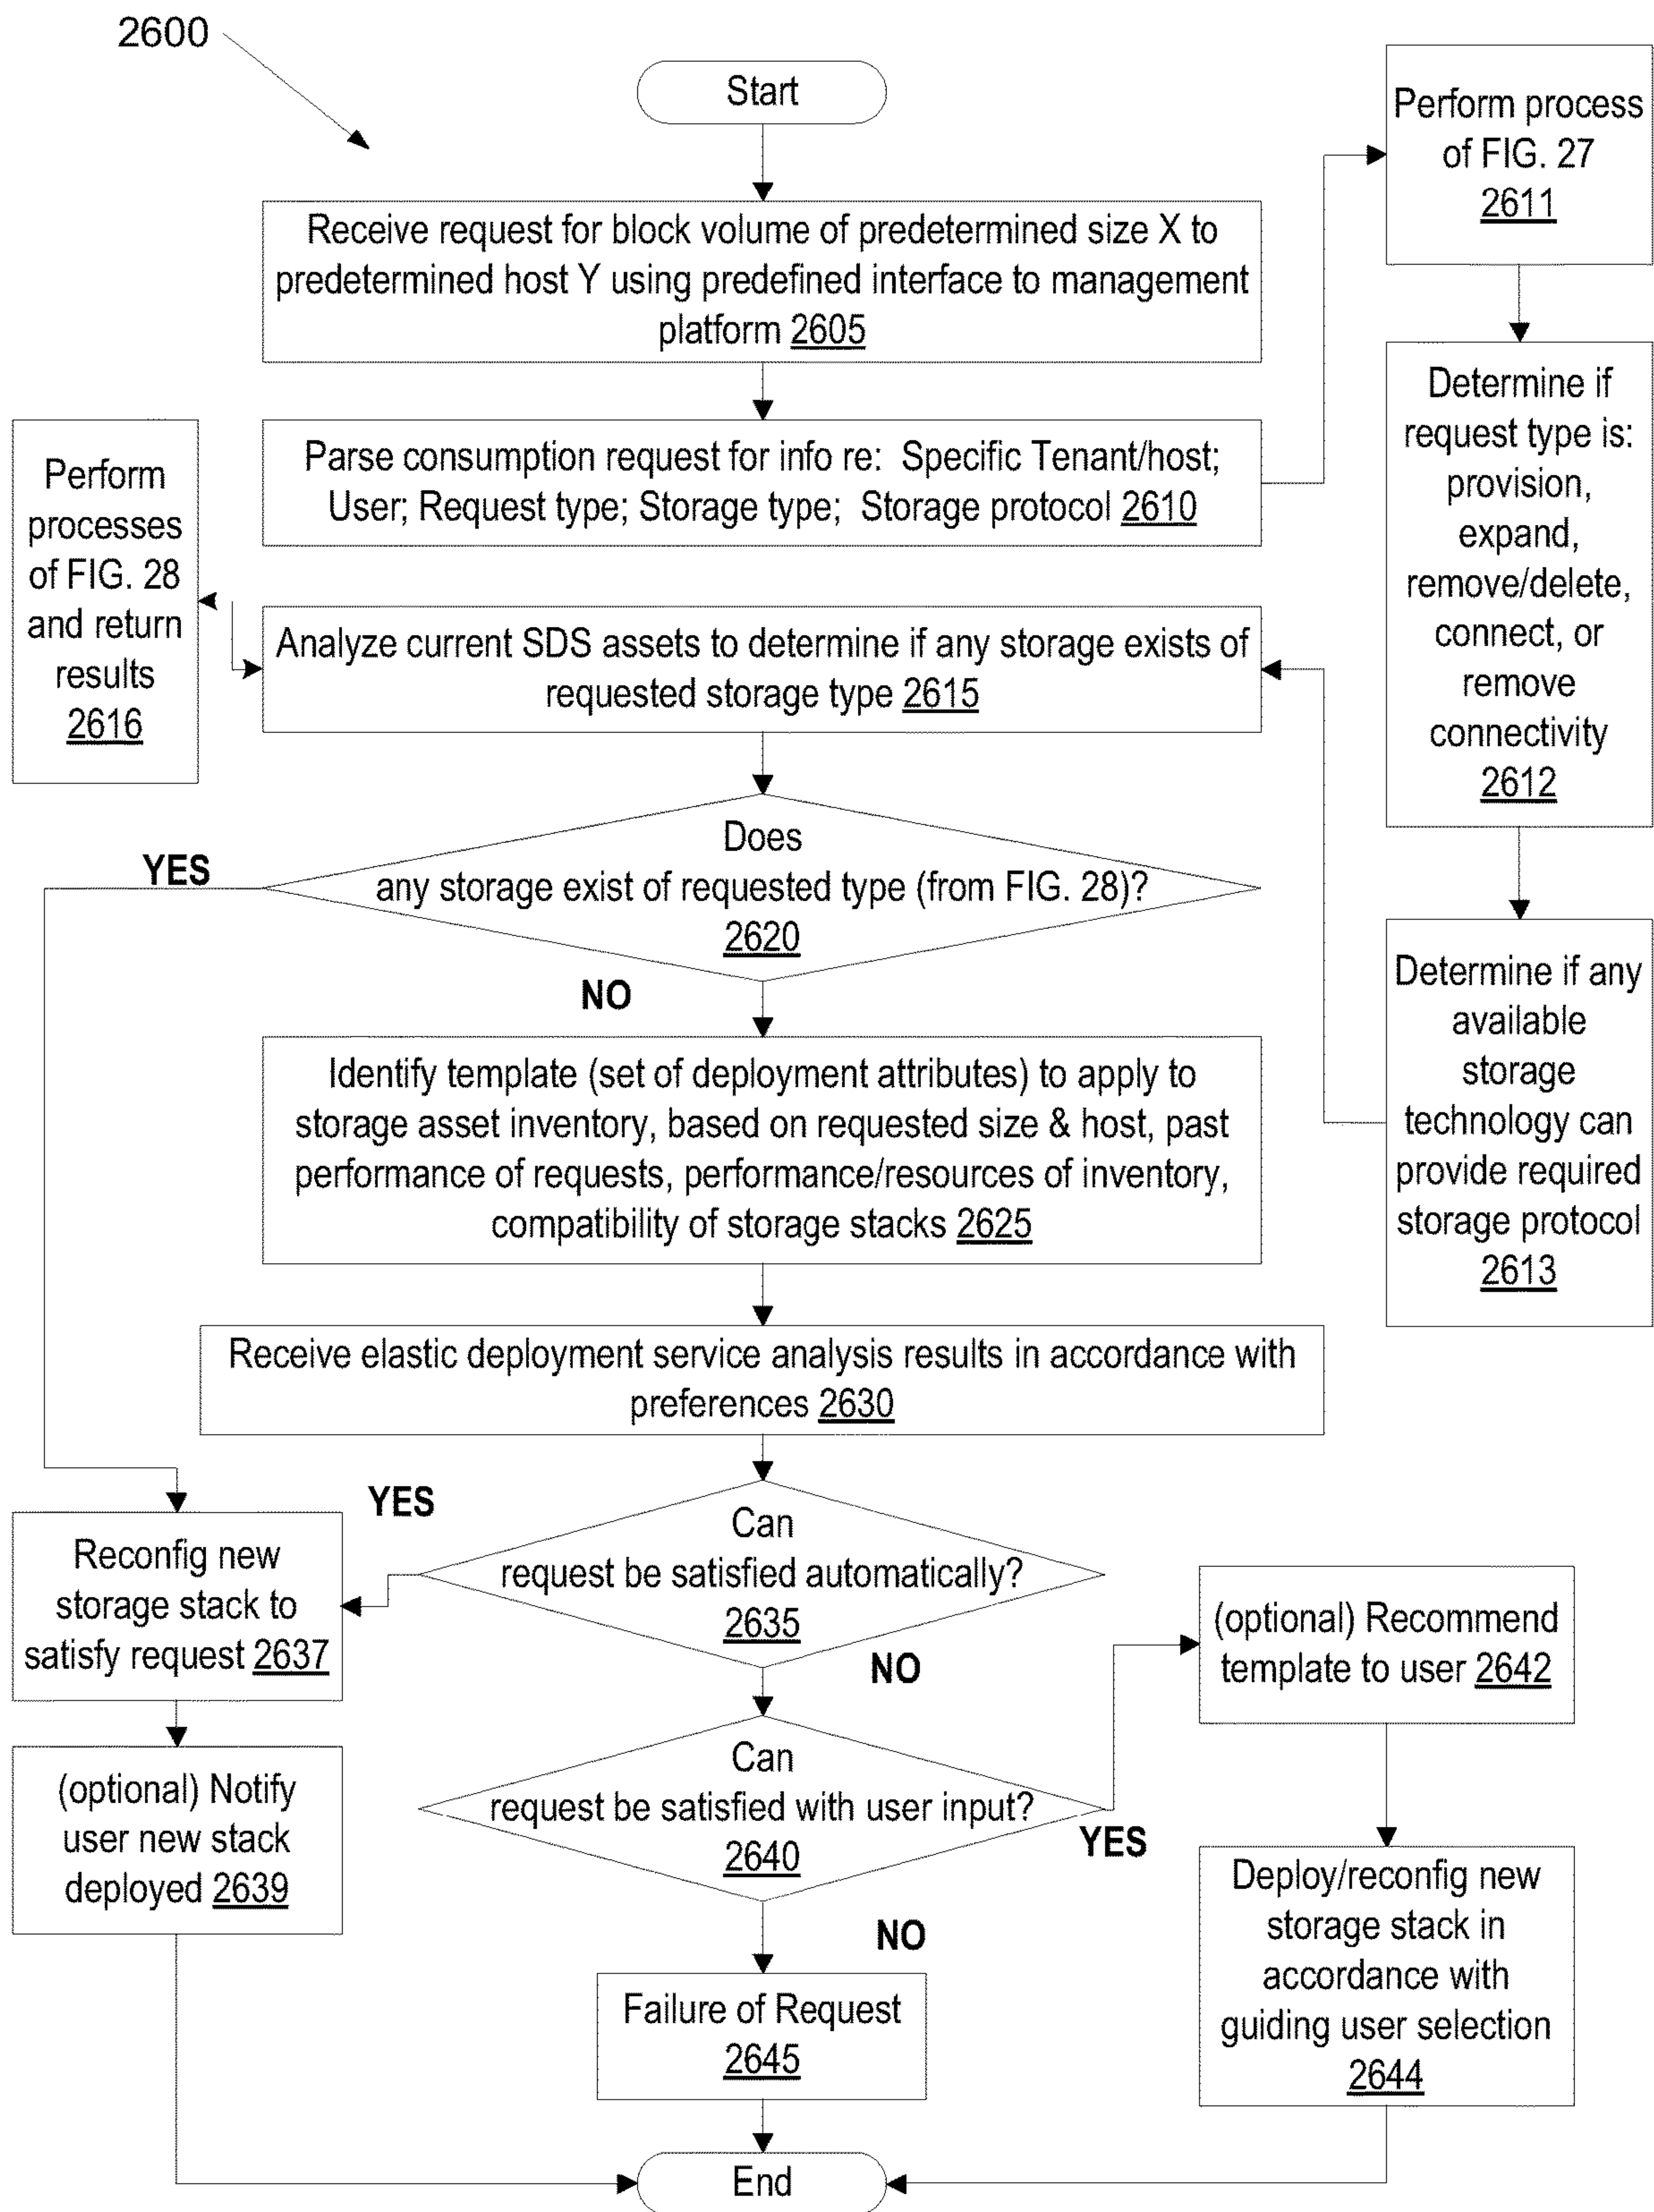 2600
Start
Receive request for block volume of predetermined size X to
predetermined host Y using predefined interface to management
platform 2605
Parse consumption request for info re: Specific Tenant/host;
User; Request type; Storage type; Storage protocol 2610
Perform process
of FIG. 27
2611
Determine if
request type is:
provision,
expand,
remove/delete,
connect, or
remove
connectivity
2612
Determine if any
available
storage
technology can
provide required
storage protocol
2613
Analyze current SDS assets to determine if any storage exists of
requested storage type 2615
Perform
processes
of FIG. 28
and return
results
2616
Does
any storage exist of requested type (from FIG. 28)?
2620
YES
NO
Identify template (set of deployment attributes) to apply to
storage asset inventory, based on requested size & host, past
performance of requests, performance/resources of inventory,
compatibility of storage stacks 2625
Receive elastic deployment service analysis results in accordance with
preferences 2630
Can
request be satisfied automatically?
2635
YES
NO
Reconfig new
storage stack to
satisfy request 2637
(optional) Notify
user new stack
deployed 2639
Can
request be satisfied with user input?
2640
YES
NO
(optional) Recommend
template to user 2642
Deploy/reconfig new
storage stack in
accordance with
guiding user selection
2644
Failure of Request
2645
End